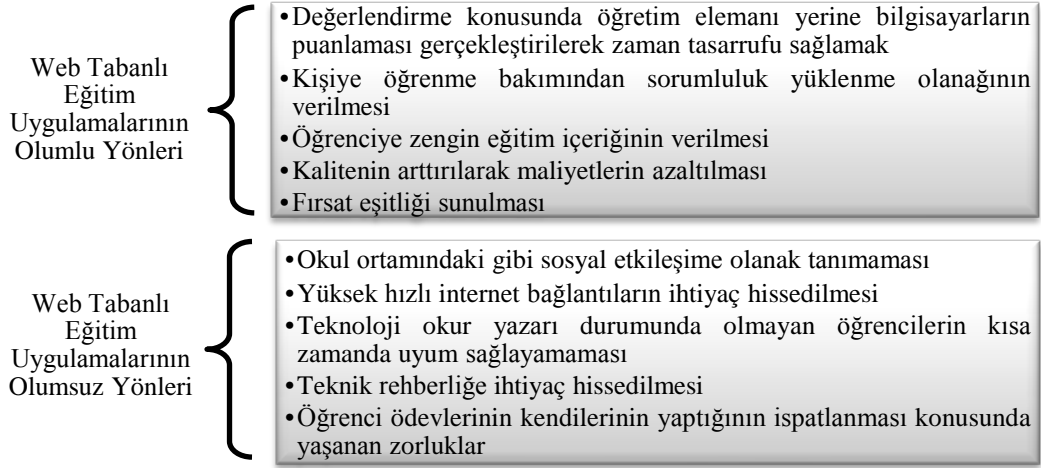 Web Tabanlı
Eğitim
Uygulamalarının
Olumlu Yönleri
•Değerlendirme konusunda öğretim elemanı yerine bilgisayarların
puanlaması gerçekleştirilerek zaman tasarrufu sağlamak
•Kişiye öğrenme bakımından sorumluluk yüklenme olanağının
verilmesi
•Öğrenciye zengin eğitim içeriğinin verilmesi
•Kalitenin arttırılarak maliyetlerin azaltılması
•Fırsat eşitliği sunulması
Web Tabanlı
Eğitim
Uygulamalarının
Olumsuz Yönleri
•Okul ortamındaki gibi sosyal etkileşime olanak tanımaması
•Yüksek hızlı internet bağlantıların ihtiyaç hissedilmesi
•Teknoloji okur yazarı durumunda olmayan öğrencilerin kısa
zamanda uyum sağlayamaması
•Teknik rehberliğe ihtiyaç hissedilmesi
•Öğrenci ödevlerinin kendilerinin yaptığının ispatlanması konusunda
yaşanan zorluklar